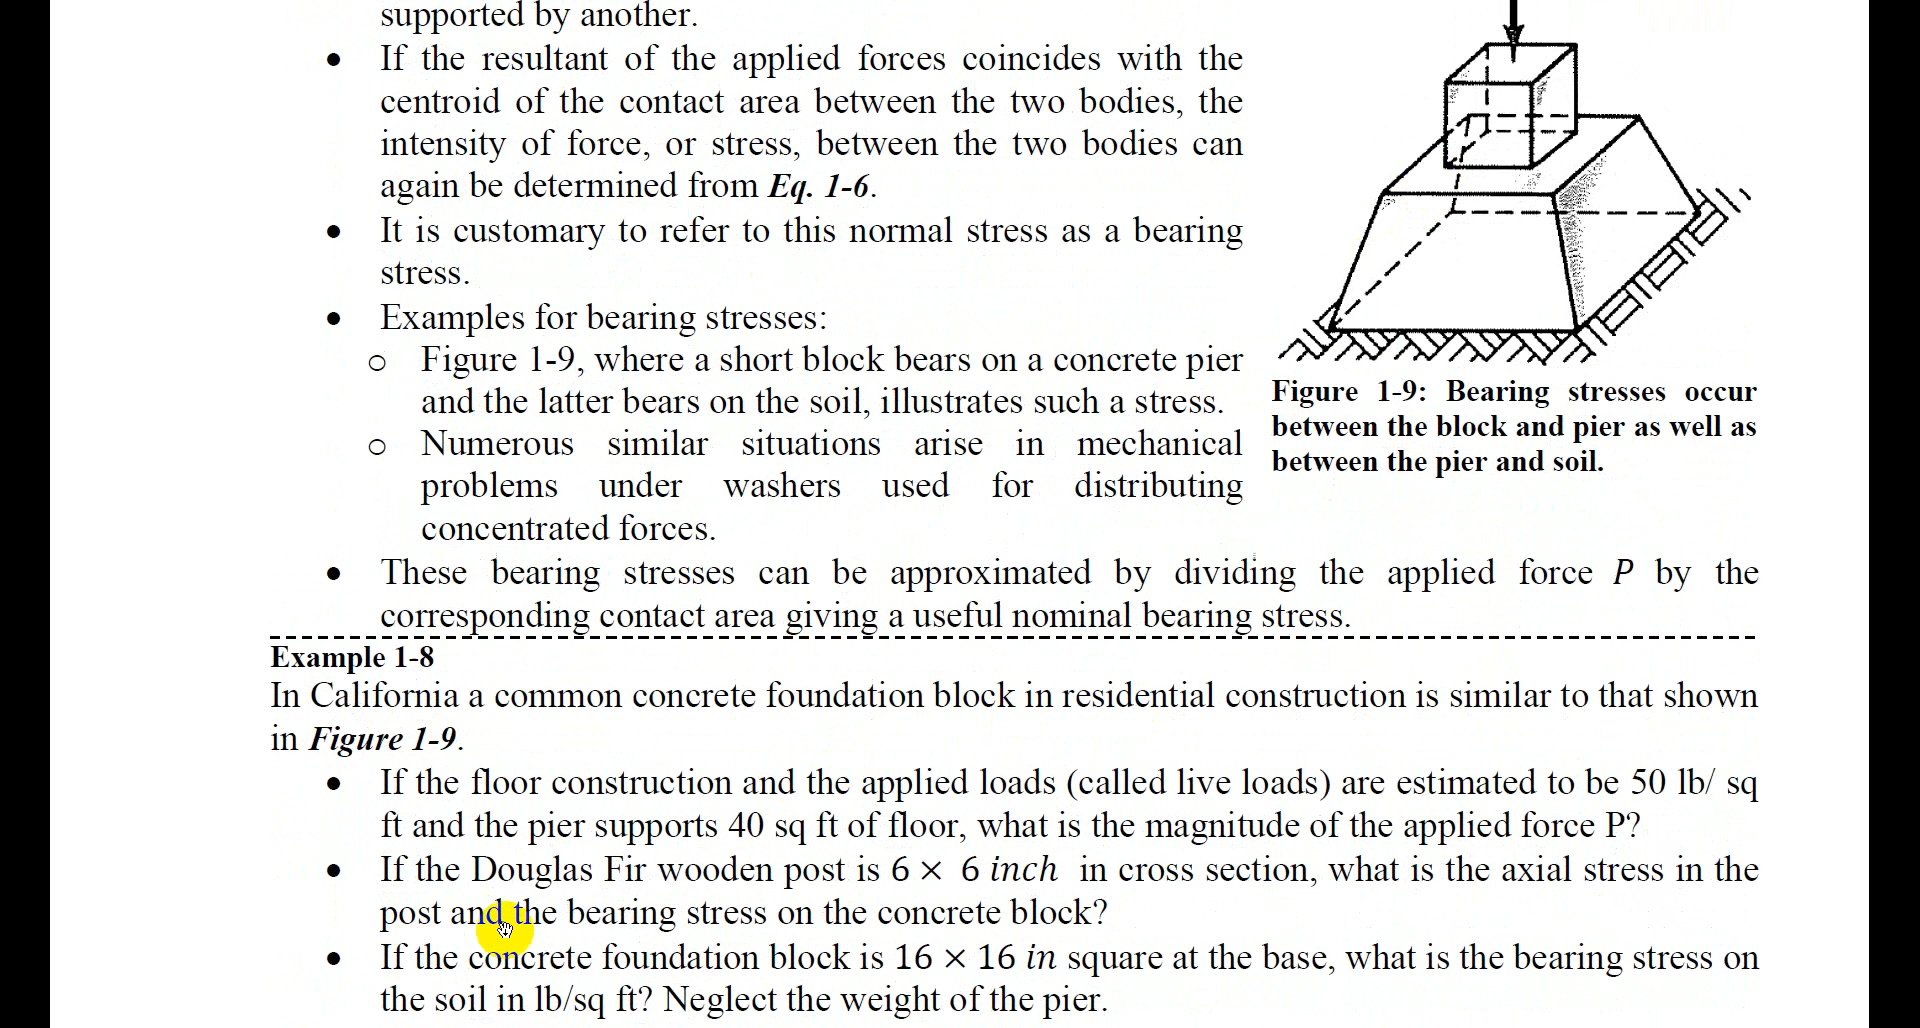 supported by another.
• If the resultant of the applied forces coincides with the
centroid of the contact area between the two bodies, the
intensity of force, or stress, between the two bodies can
again be determined from Eq. 1-6.
• It is customary to refer to this normal stress as a bearing
stress.
• Examples for bearing stresses:
o Figure 1-9, where a short block bears on a concrete pier
and the latter bears on the soil, illustrates such a stress.
o Numerous similar situations arise in mechanical
problems under washers used for distributing
concentrated forces.
Figure 1-9: Bearing stresses occur
between the block and pier as well as
between the pier and soil.
• These bearing stresses can be approximated by dividing the applied force P by the
corresponding contact area giving a useful nominal bearing stress.
Example 1-8
In California a common concrete foundation block in residential construction is similar to that shown
in Figure 1-9.
• If the floor construction and the applied loads (called live loads) are estimated to be 50 lb/ sq
ft and the pier supports 40 sq ft of floor, what is the magnitude of the applied force P?
• If the Douglas Fir wooden post is 6 × 6 inch in cross section, what is the axial stress in the
post and the bearing stress on the concrete block?
• If the concrete foundation block is 16 × 16 in square at the base, what is the bearing stress on
the soil in lb/sq ft? Neglect the weight of the pier.